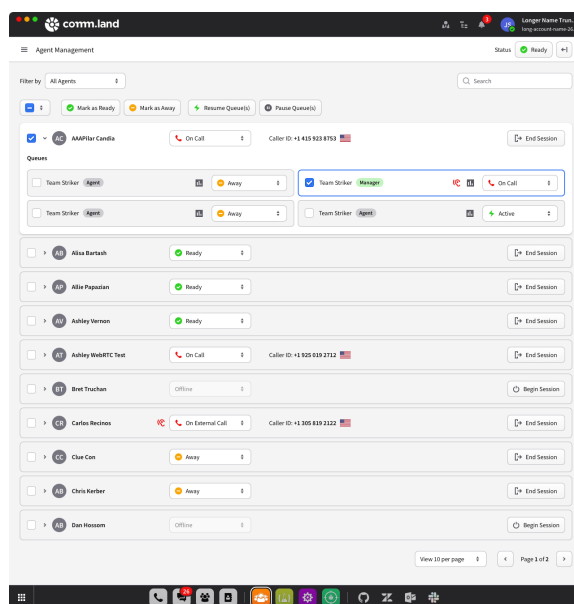 comm.land
3
JS
Longer Name Trun.
long-account-name-26.
Agent Management
Status
Ready
Filter by
All Agents
Search
Mark as Ready
Mark as Away
Resume Queue(s)
Pause Queue(s)
AC AAAPilar Candia On Call Caller ID: +1 415 923 8753 End Session
Queues
Team Striker Agent Away
Team Striker Manager On Call
Team Striker Agent Away
Team Striker Agent Active
AB Alisa Bartash Ready End Session
AP Allie Papazian Ready End Session
AV Ashley Vernon Ready End Session
AT Ashley WebRTC Test On Call Caller ID: +1 925 019 2712 End Session
BT Bret Truchan Offline Begin Session
CR Carlos Recinos On External Call Caller ID: +1 305 819 2122 End Session
CC Clue Con Away End Session
AB Chris Kerber Away End Session
AB Dan Hossom Offline Begin Session
View 10 per page
Page 1 of 2
26